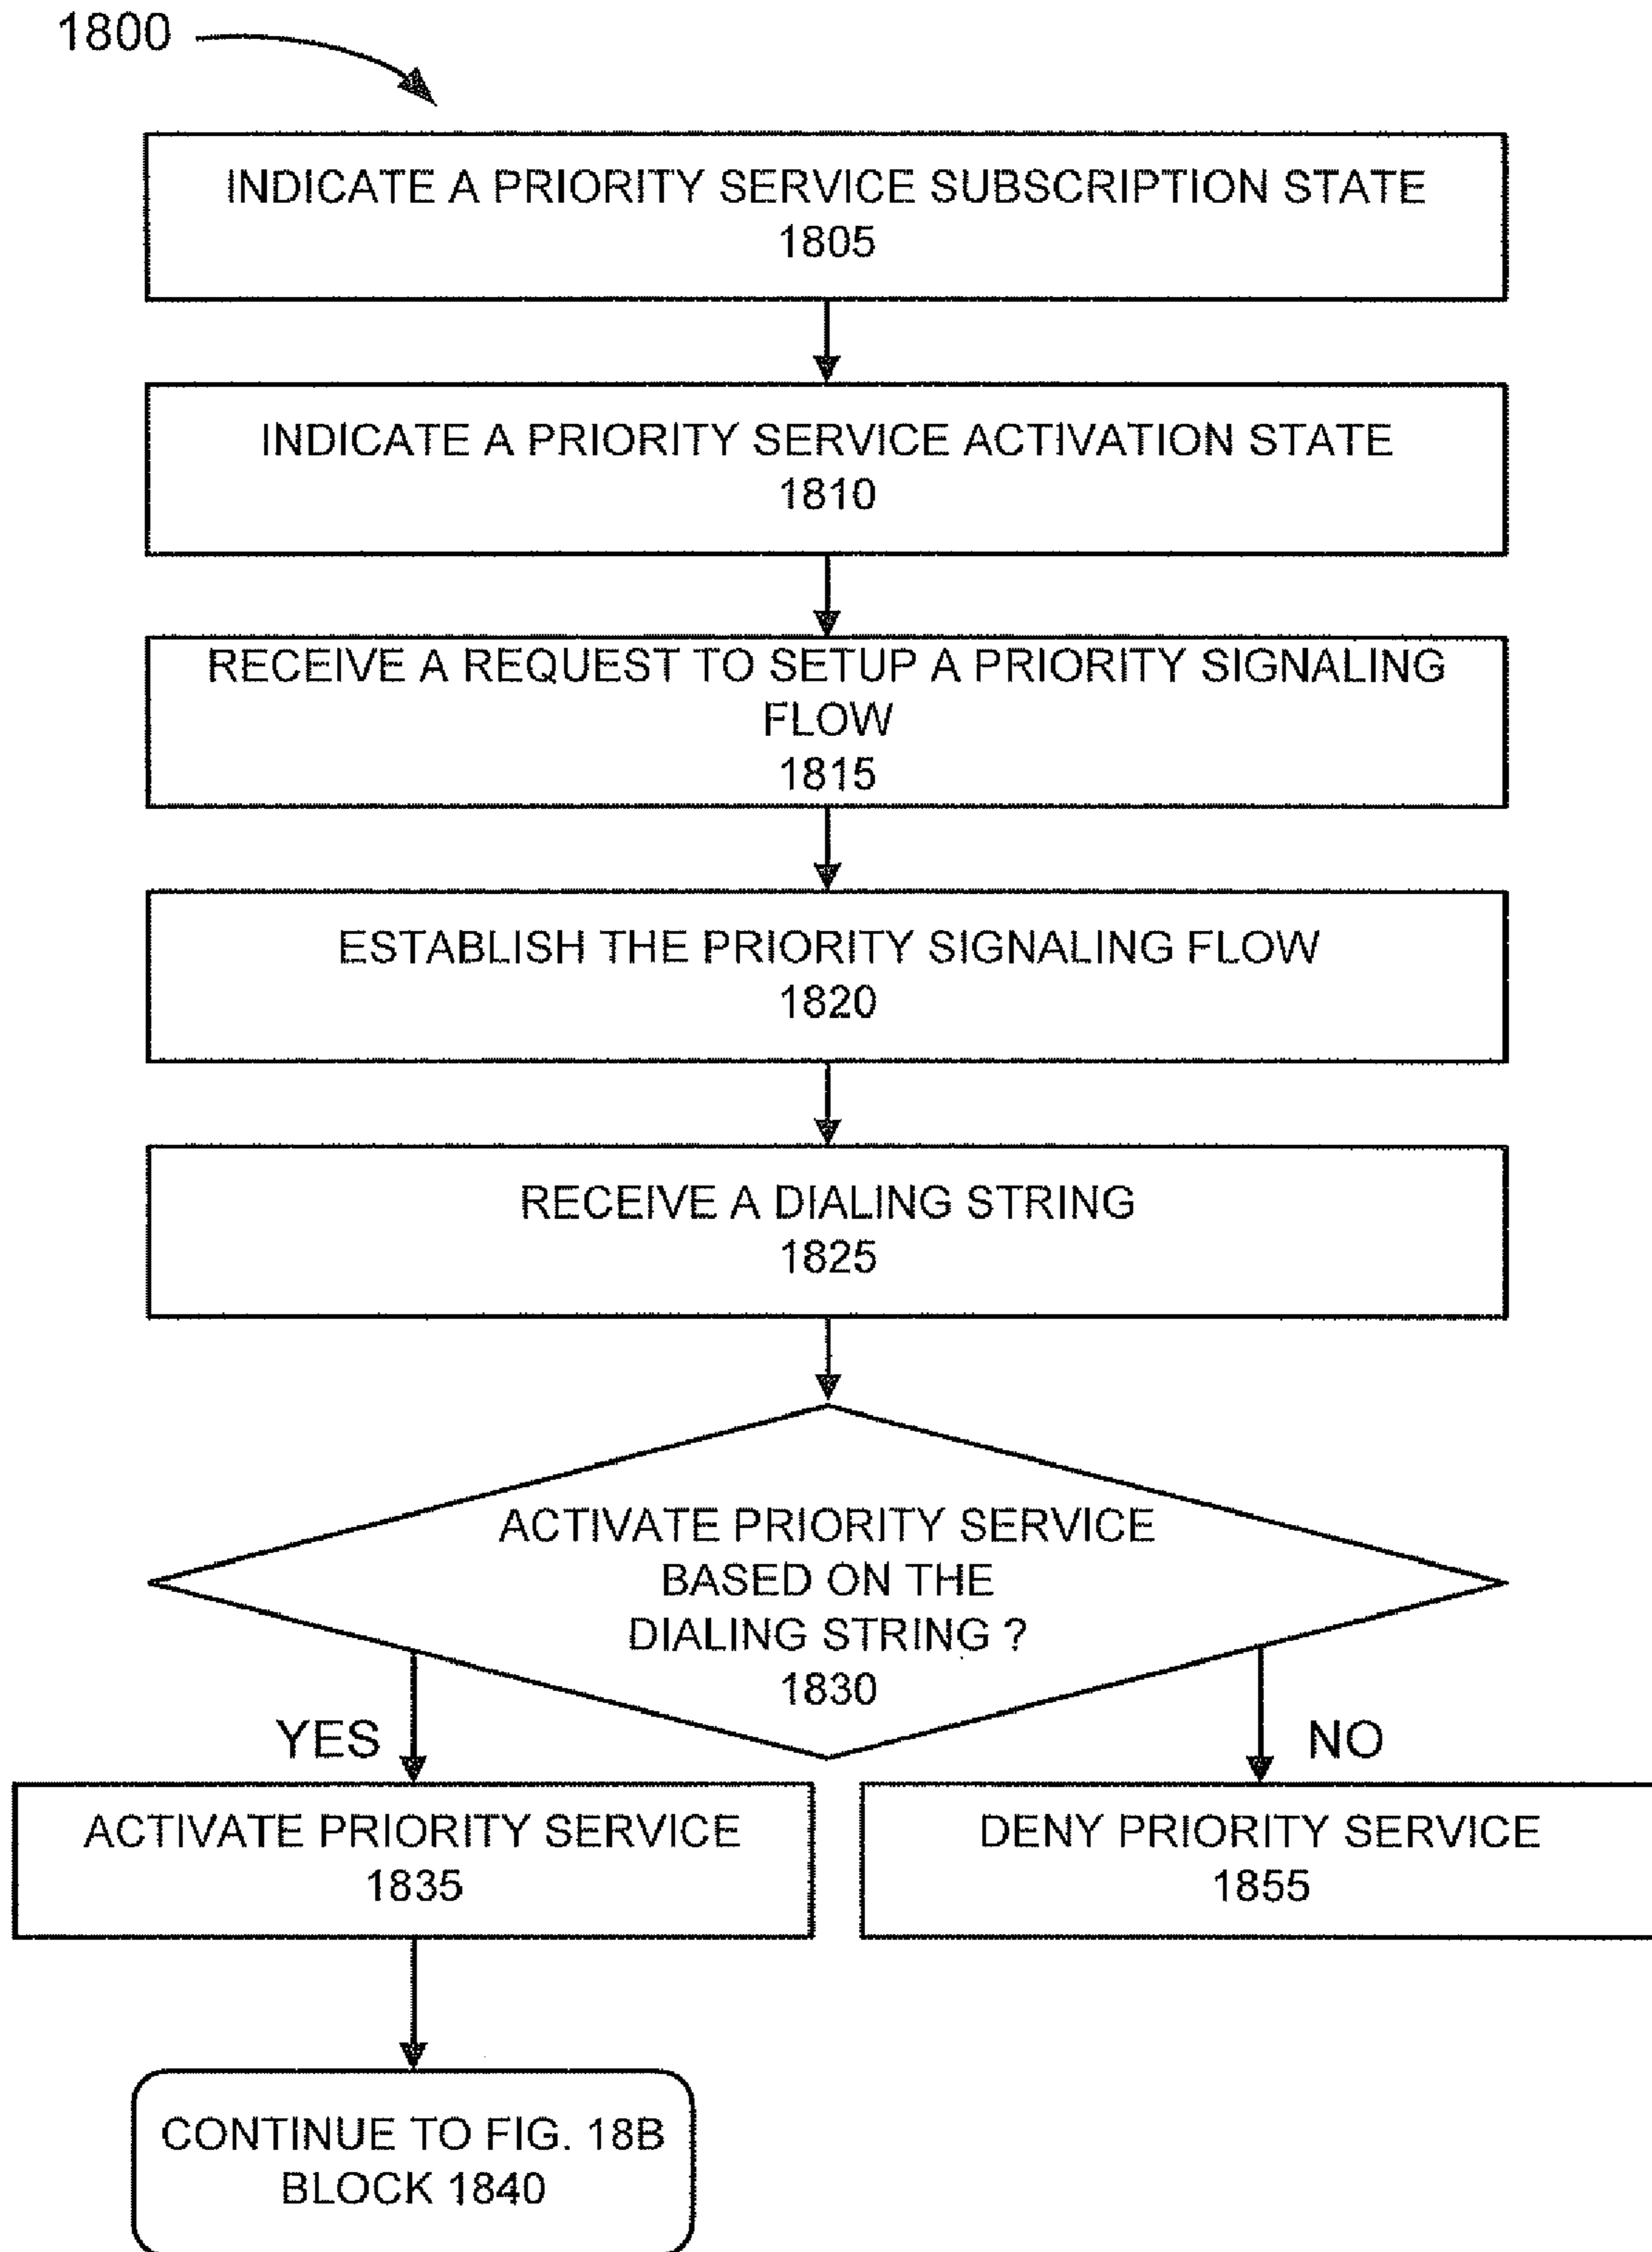 1800
INDICATE A PRIORITY SERVICE SUBSCRIPTION STATE
1805
INDICATE A PRIORITY SERVICE ACTIVATION STATE
1810
RECEIVE A REQUEST TO SETUP A PRIORITY SIGNALING
FLOW
1815
ESTABLISH THE PRIORITY SIGNALING FLOW
1820
RECEIVE A DIALING STRING
1825
ACTIVATE PRIORITY SERVICE
BASED ON THE
DIALING STRING ?
1830
YES
NO
ACTIVATE PRIORITY SERVICE
1835
DENY PRIORITY SERVICE
1855
CONTINUE TO FIG. 18B
BLOCK 1840